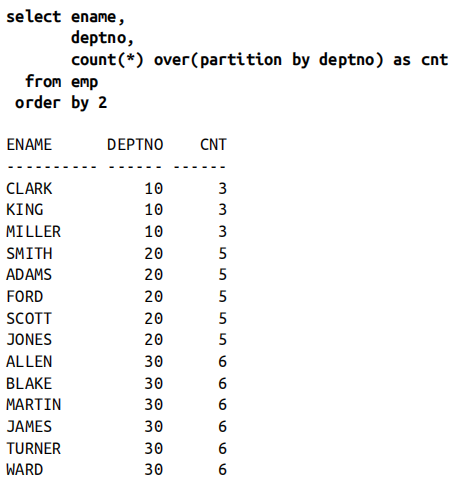 select ename,
       deptno,
       count(*) over(partition by deptno) as cnt
  from emp
 order by 2

ENAME      DEPTNO    CNT
---------- ------ ------
CLARK          10      3
KING           10      3
MILLER         10      3
SMITH          20      5
ADAMS          20      5
FORD           20      5
SCOTT          20      5
JONES          20      5
ALLEN          30      6
BLAKE          30      6
MARTIN         30      6
JAMES          30      6
TURNER         30      6
WARD           30      6